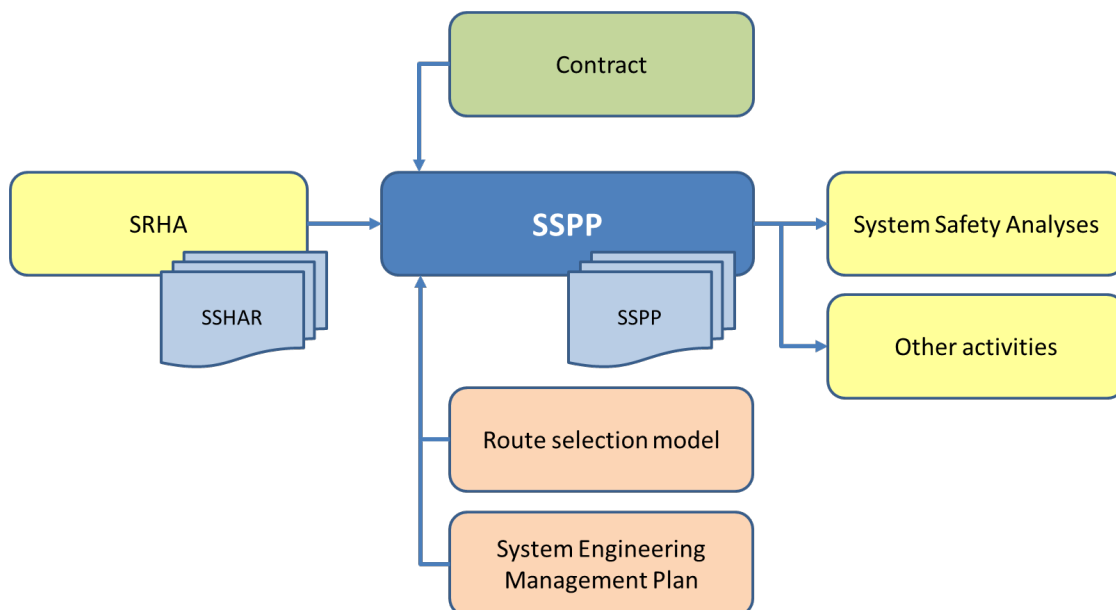 Contract
SRHA
SSPP
System Safety Analyses
SSHAR
SSPP
Other activities
Route selection model
System Engineering
Management Plan